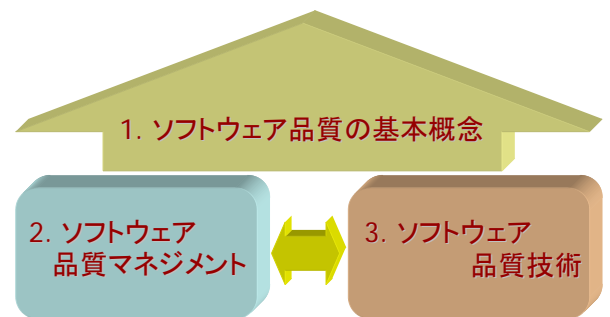 1. ソフトウェア品質の基本概念
2. ソフトウェア
品質マネジメント
3. ソフトウェア
品質技術